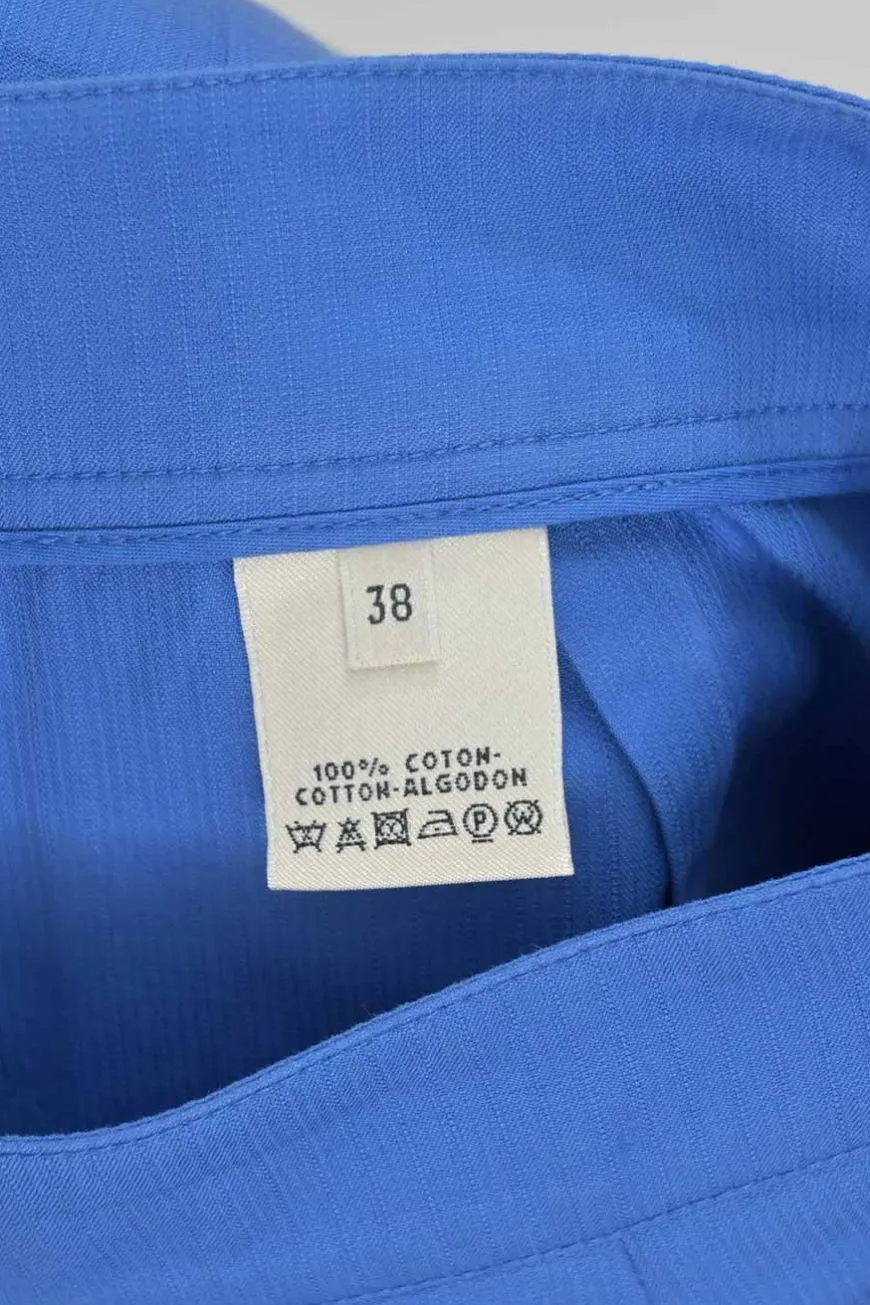 38
100% COTON-
COTTON-ALGODON
P W